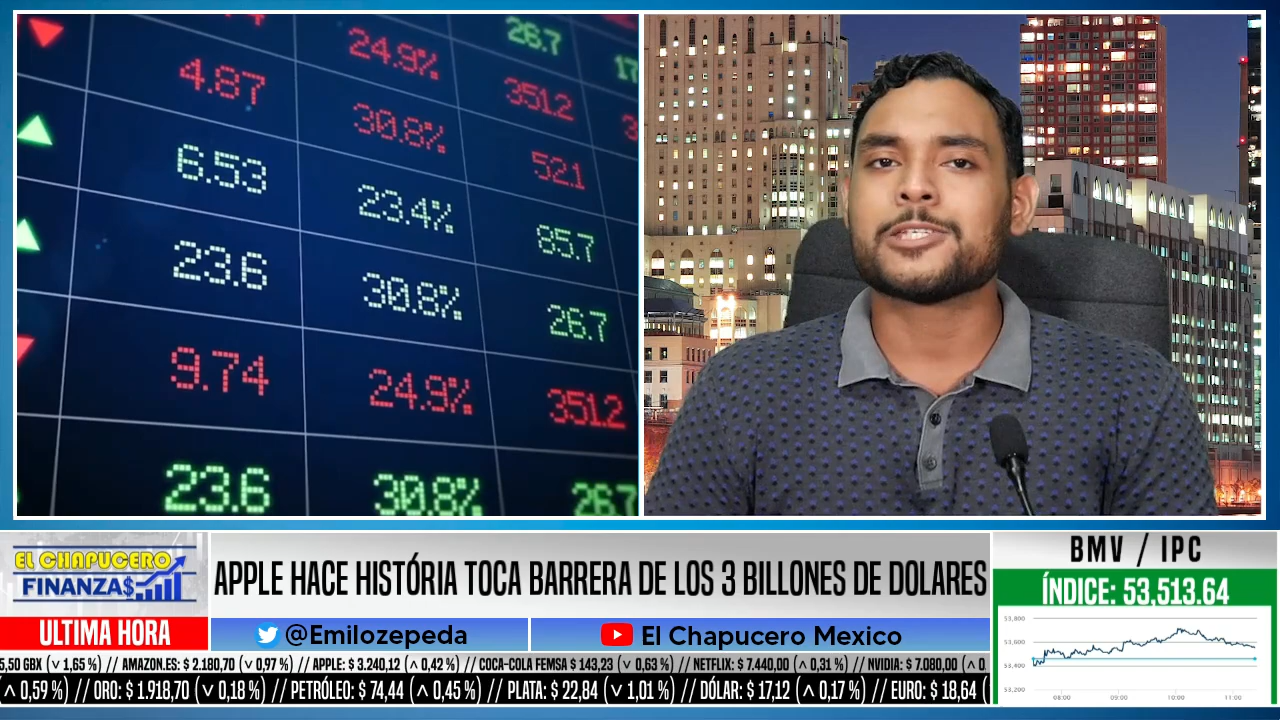 24.9%
26.7
4.87
30.8%
3512
17
6.53
23.4%
52.1
3
23.6
30.8%
85.7
9.74
24.9%
26.7
3512
23.6
30.8%
267
EL CHAPUCERO
FINANZA$
ULTIMA HORA
APPLE HACE HISTÓRIA TOCA BARRERA DE LOS 3 BILLONES DE DOLARES
@Emilozepeda
El Chapucero Mexico
BMV / IPC
ÍNDICE: 53,513.64
53,800
53,600
53,400
53,200
08:00 09:00 10:00 11:00
5,50 GBX (˅ 1,65 %) // AMAZON.ES: $ 2.180,70 (˅ 0,97 %) // APPLE: $ 3.240,12 (˄ 0,42 %) // COCA-COLA FEMSA $ 143,23 (˅ 0,63 %) // NETFLIX: $ 7.440,00 (˄ 0,31 %) // NVIDIA: $ 7.080,00 (˄ 0
˄ 0,59 %) // ORO: $ 1.918,70 (˅ 0,18 %) // PETRÓLEO: $ 74,44 (˄ 0,45 %) // PLATA: $ 22,84 (˅ 1,01 %) // DÓLAR: $ 17,12 (˄ 0,17 %) // EURO: $ 18,64 (